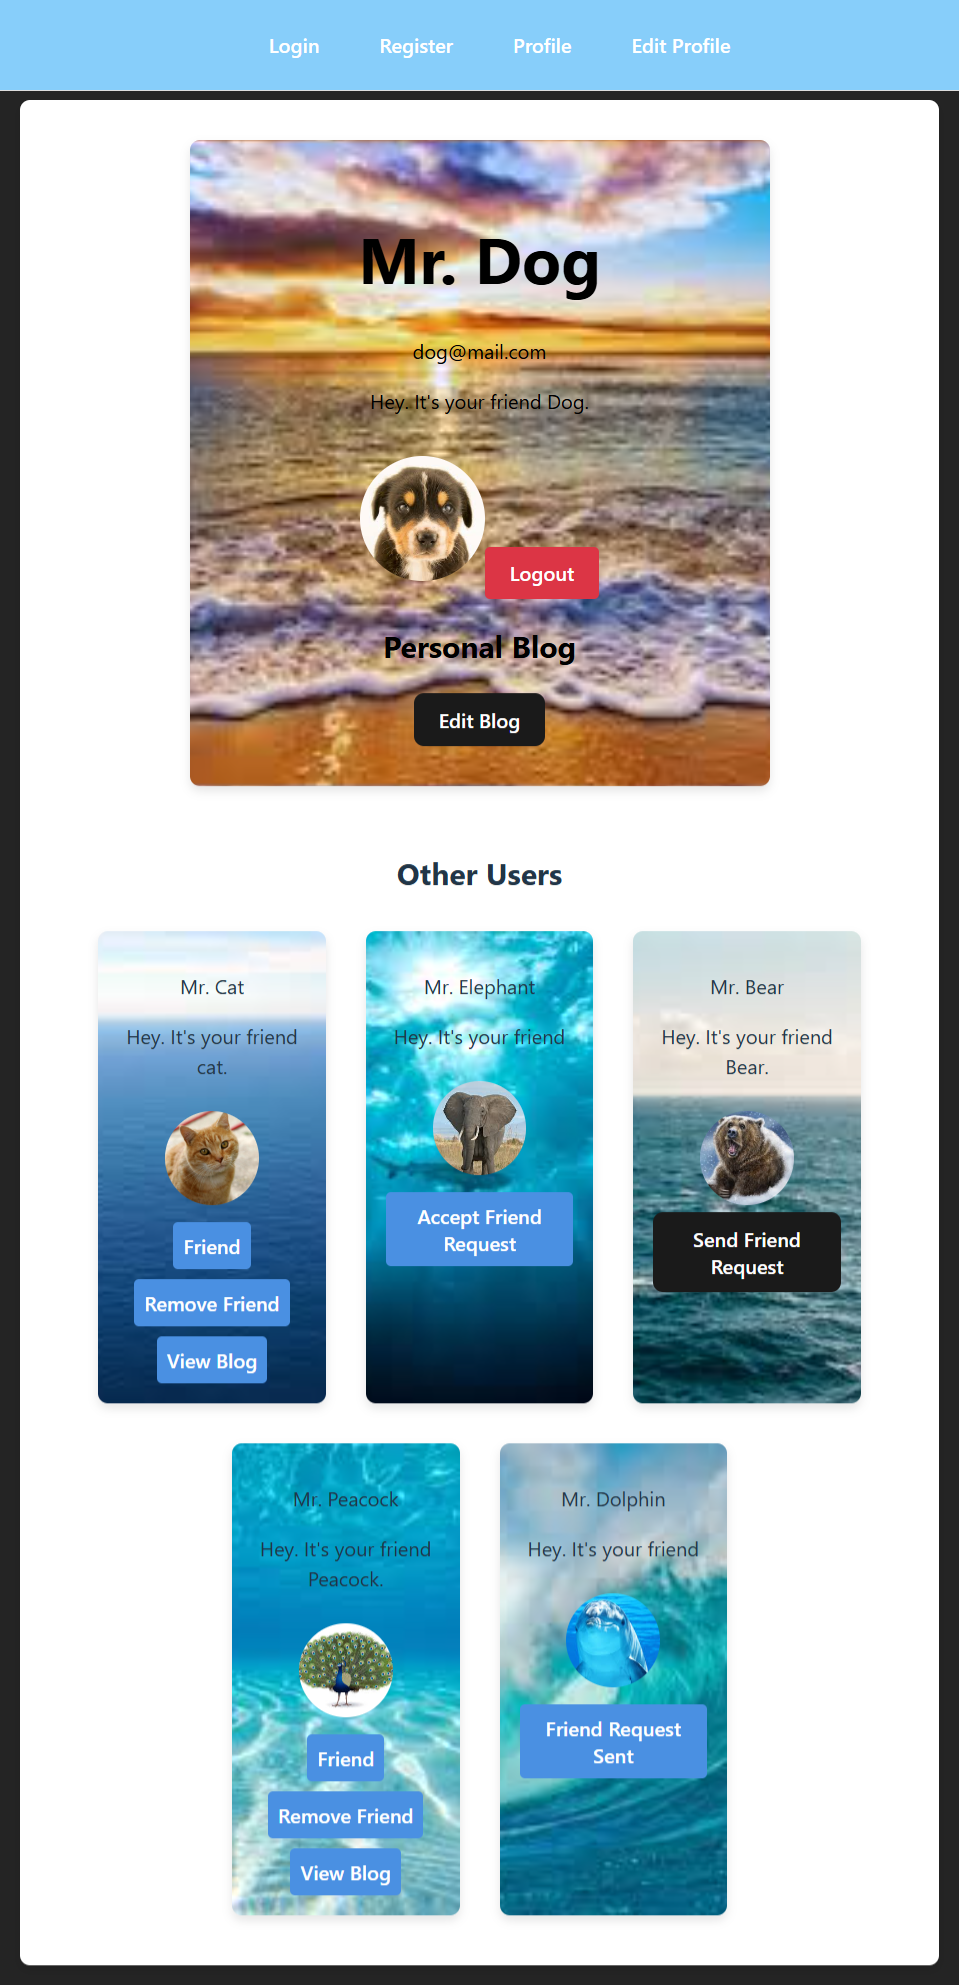 Login Register Profile Edit Profile
Mr. Dog
dog@mail.com
Hey. It's your friend Dog.
Logout
Personal Blog
Edit Blog
Other Users
Mr. Cat
Hey. It's your friend
cat.
Friend
Remove Friend
View Blog
Mr. Elephant
Hey. It's your friend
Accept Friend
Request
Mr. Bear
Hey. It's your friend
Bear.
Send Friend
Request
Mr. Peacock
Hey. It's your friend
Peacock.
Friend
Remove Friend
View Blog
Mr. Dolphin
Hey. It's your friend
Friend Request
Sent